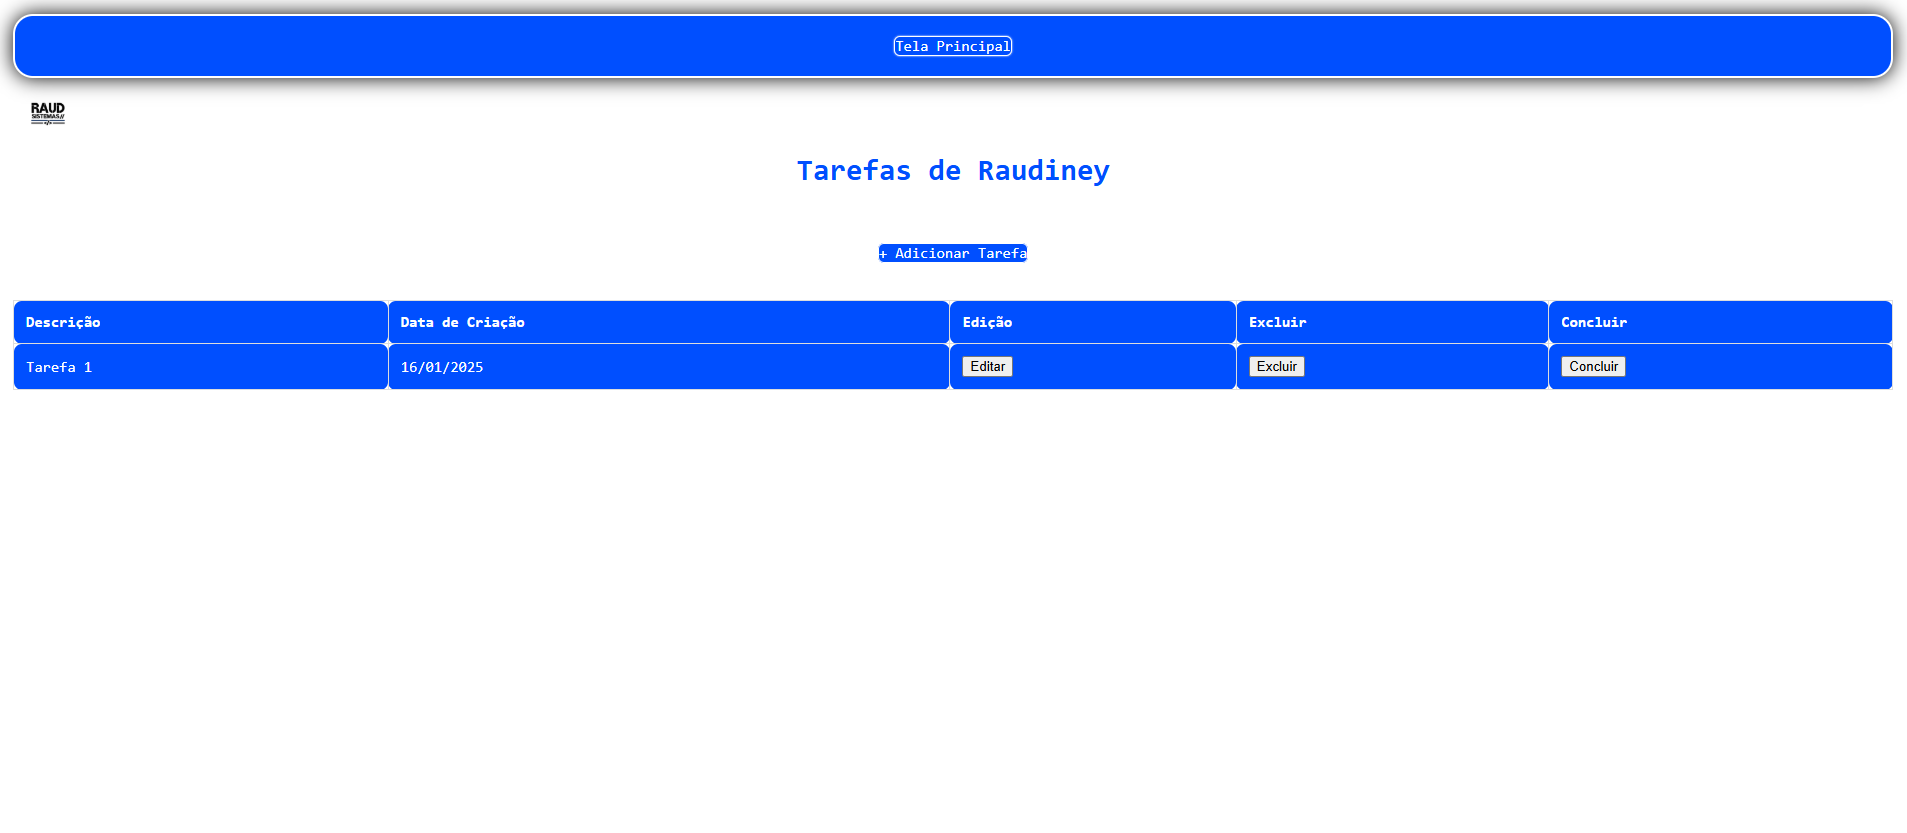 Tela Principal
RAUD
SISTEMAS//
</>
Tarefas de Raudiney
+ Adicionar Tarefa
Descrição Data de Criação Edição Excluir Concluir
Tarefa 1 16/01/2025 Editar Excluir Concluir